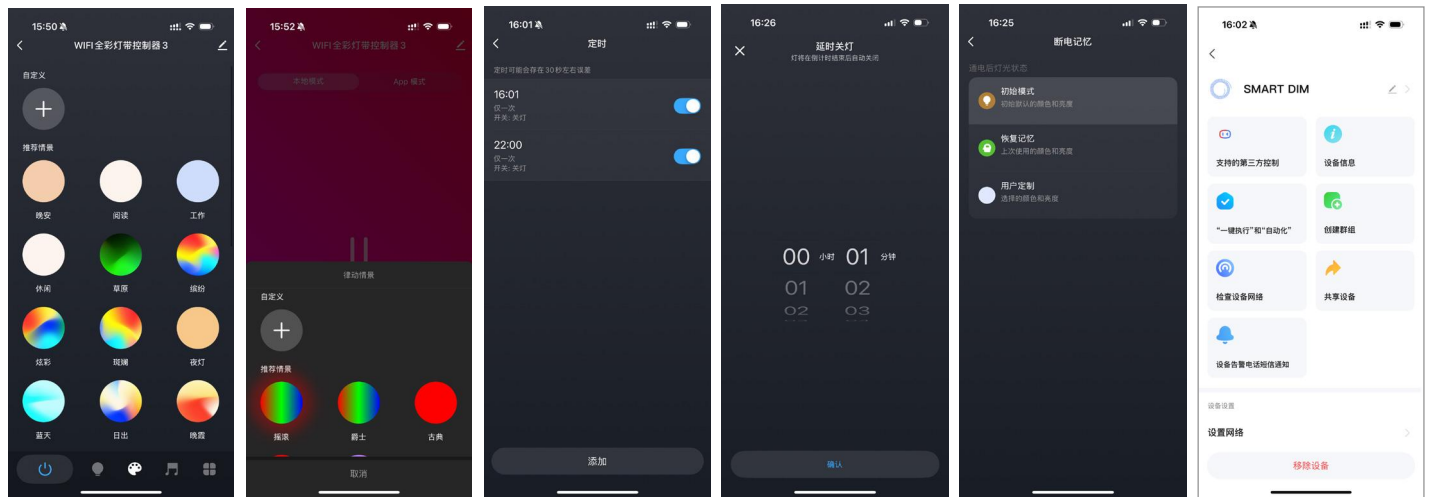 15:50
WIFI全彩灯带控制器 3
自定义
推荐情景
晚安
阅读
工作
休闲
草原
缤纷
炫彩
斑斓
夜灯
蓝天
日出
晚霞
15:52
WIFI全彩灯带控制器 3
本地模式
App 模式
律动情景
自定义
推荐情景
摇滚
爵士
古典
取消
16:01
定时
定时可能会存在30秒左右误差
16:01
仅一次
开关: 关灯
22:00
仅一次
开关: 关灯
添加
16:26
延时关灯
灯将在倒计时结束后自动关闭
00 小时 01 分钟
01 02
02 03
确认
16:25
断电记忆
通电后灯光状态
初始模式
初始默认的颜色和亮度
恢复记忆
上次使用的颜色和亮度
用户定制
选择的颜色和亮度
16:02
SMART DIM
支持的第三方控制
设备信息
“一键执行”和“自动化”
创建群组
检查设备网络
共享设备
设备告警电话短信通知
设备设置
设置网络
移除设备